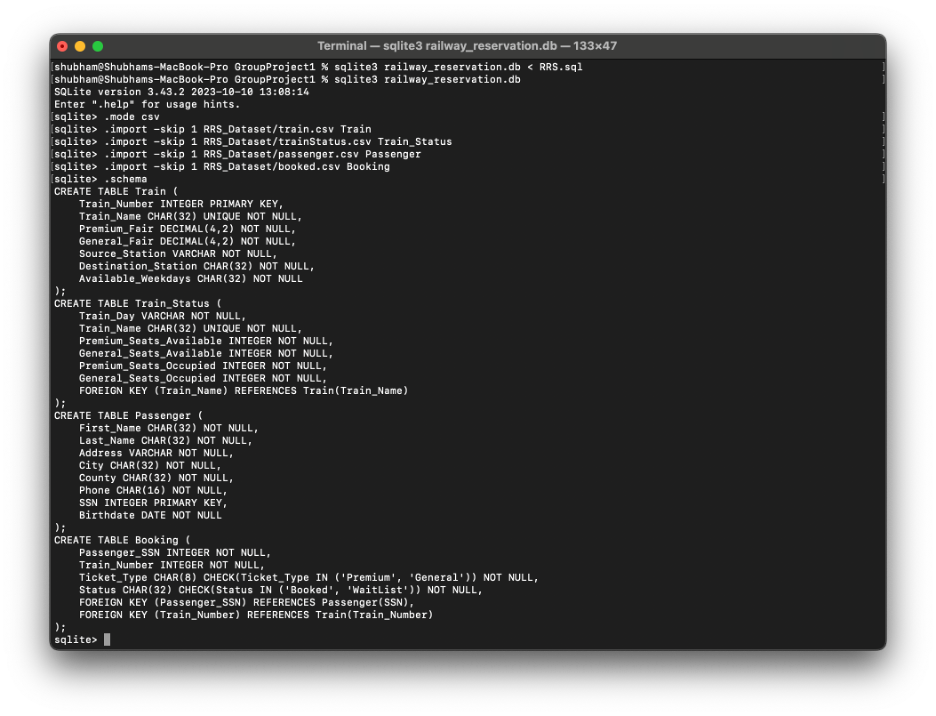 Terminal — sqlite3 railway_reservation.db — 133×47
[shubham@Shubhams-MacBook-Pro GroupProject1 % sqlite3 railway_reservation.db < RRS.sql ]
[shubham@Shubhams-MacBook-Pro GroupProject1 % sqlite3 railway_reservation.db ]
SQLite version 3.43.2 2023-10-10 13:08:14
Enter ".help" for usage hints.
[sqlite> .mode csv ]
[sqlite> .import -skip 1 RRS_Dataset/train.csv Train ]
[sqlite> .import -skip 1 RRS_Dataset/trainStatus.csv Train_Status ]
[sqlite> .import -skip 1 RRS_Dataset/passenger.csv Passenger ]
[sqlite> .import -skip 1 RRS_Dataset/booked.csv Booking ]
[sqlite> .schema ]
CREATE TABLE Train (
    Train_Number INTEGER PRIMARY KEY,
    Train_Name CHAR(32) UNIQUE NOT NULL,
    Premium_Fair DECIMAL(4,2) NOT NULL,
    General_Fair DECIMAL(4,2) NOT NULL,
    Source_Station VARCHAR NOT NULL,
    Destination_Station CHAR(32) NOT NULL,
    Available_Weekdays CHAR(32) NOT NULL
);
CREATE TABLE Train_Status (
    Train_Day VARCHAR NOT NULL,
    Train_Name CHAR(32) UNIQUE NOT NULL,
    Premium_Seats_Available INTEGER NOT NULL,
    General_Seats_Available INTEGER NOT NULL,
    Premium_Seats_Occupied INTEGER NOT NULL,
    General_Seats_Occupied INTEGER NOT NULL,
    FOREIGN KEY (Train_Name) REFERENCES Train(Train_Name)
);
CREATE TABLE Passenger (
    First_Name CHAR(32) NOT NULL,
    Last_Name CHAR(32) NOT NULL,
    Address VARCHAR NOT NULL,
    City CHAR(32) NOT NULL,
    County CHAR(32) NOT NULL,
    Phone CHAR(16) NOT NULL,
    SSN INTEGER PRIMARY KEY,
    Birthdate DATE NOT NULL
);
CREATE TABLE Booking (
    Passenger_SSN INTEGER NOT NULL,
    Train_Number INTEGER NOT NULL,
    Ticket_Type CHAR(8) CHECK(Ticket_Type IN ('Premium', 'General')) NOT NULL,
    Status CHAR(32) CHECK(Status IN ('Booked', 'WaitList')) NOT NULL,
    FOREIGN KEY (Passenger_SSN) REFERENCES Passenger(SSN),
    FOREIGN KEY (Train_Number) REFERENCES Train(Train_Number)
);
sqlite>